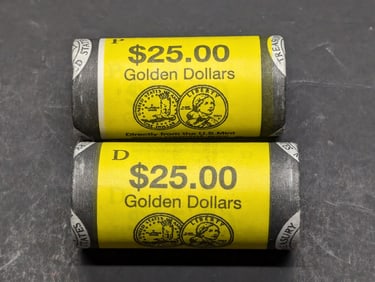 P
$25.00
Golden Dollars
LIBERTY
Directly from the U.S. Mint
D
$25.00
Golden Dollars
LIBERTY